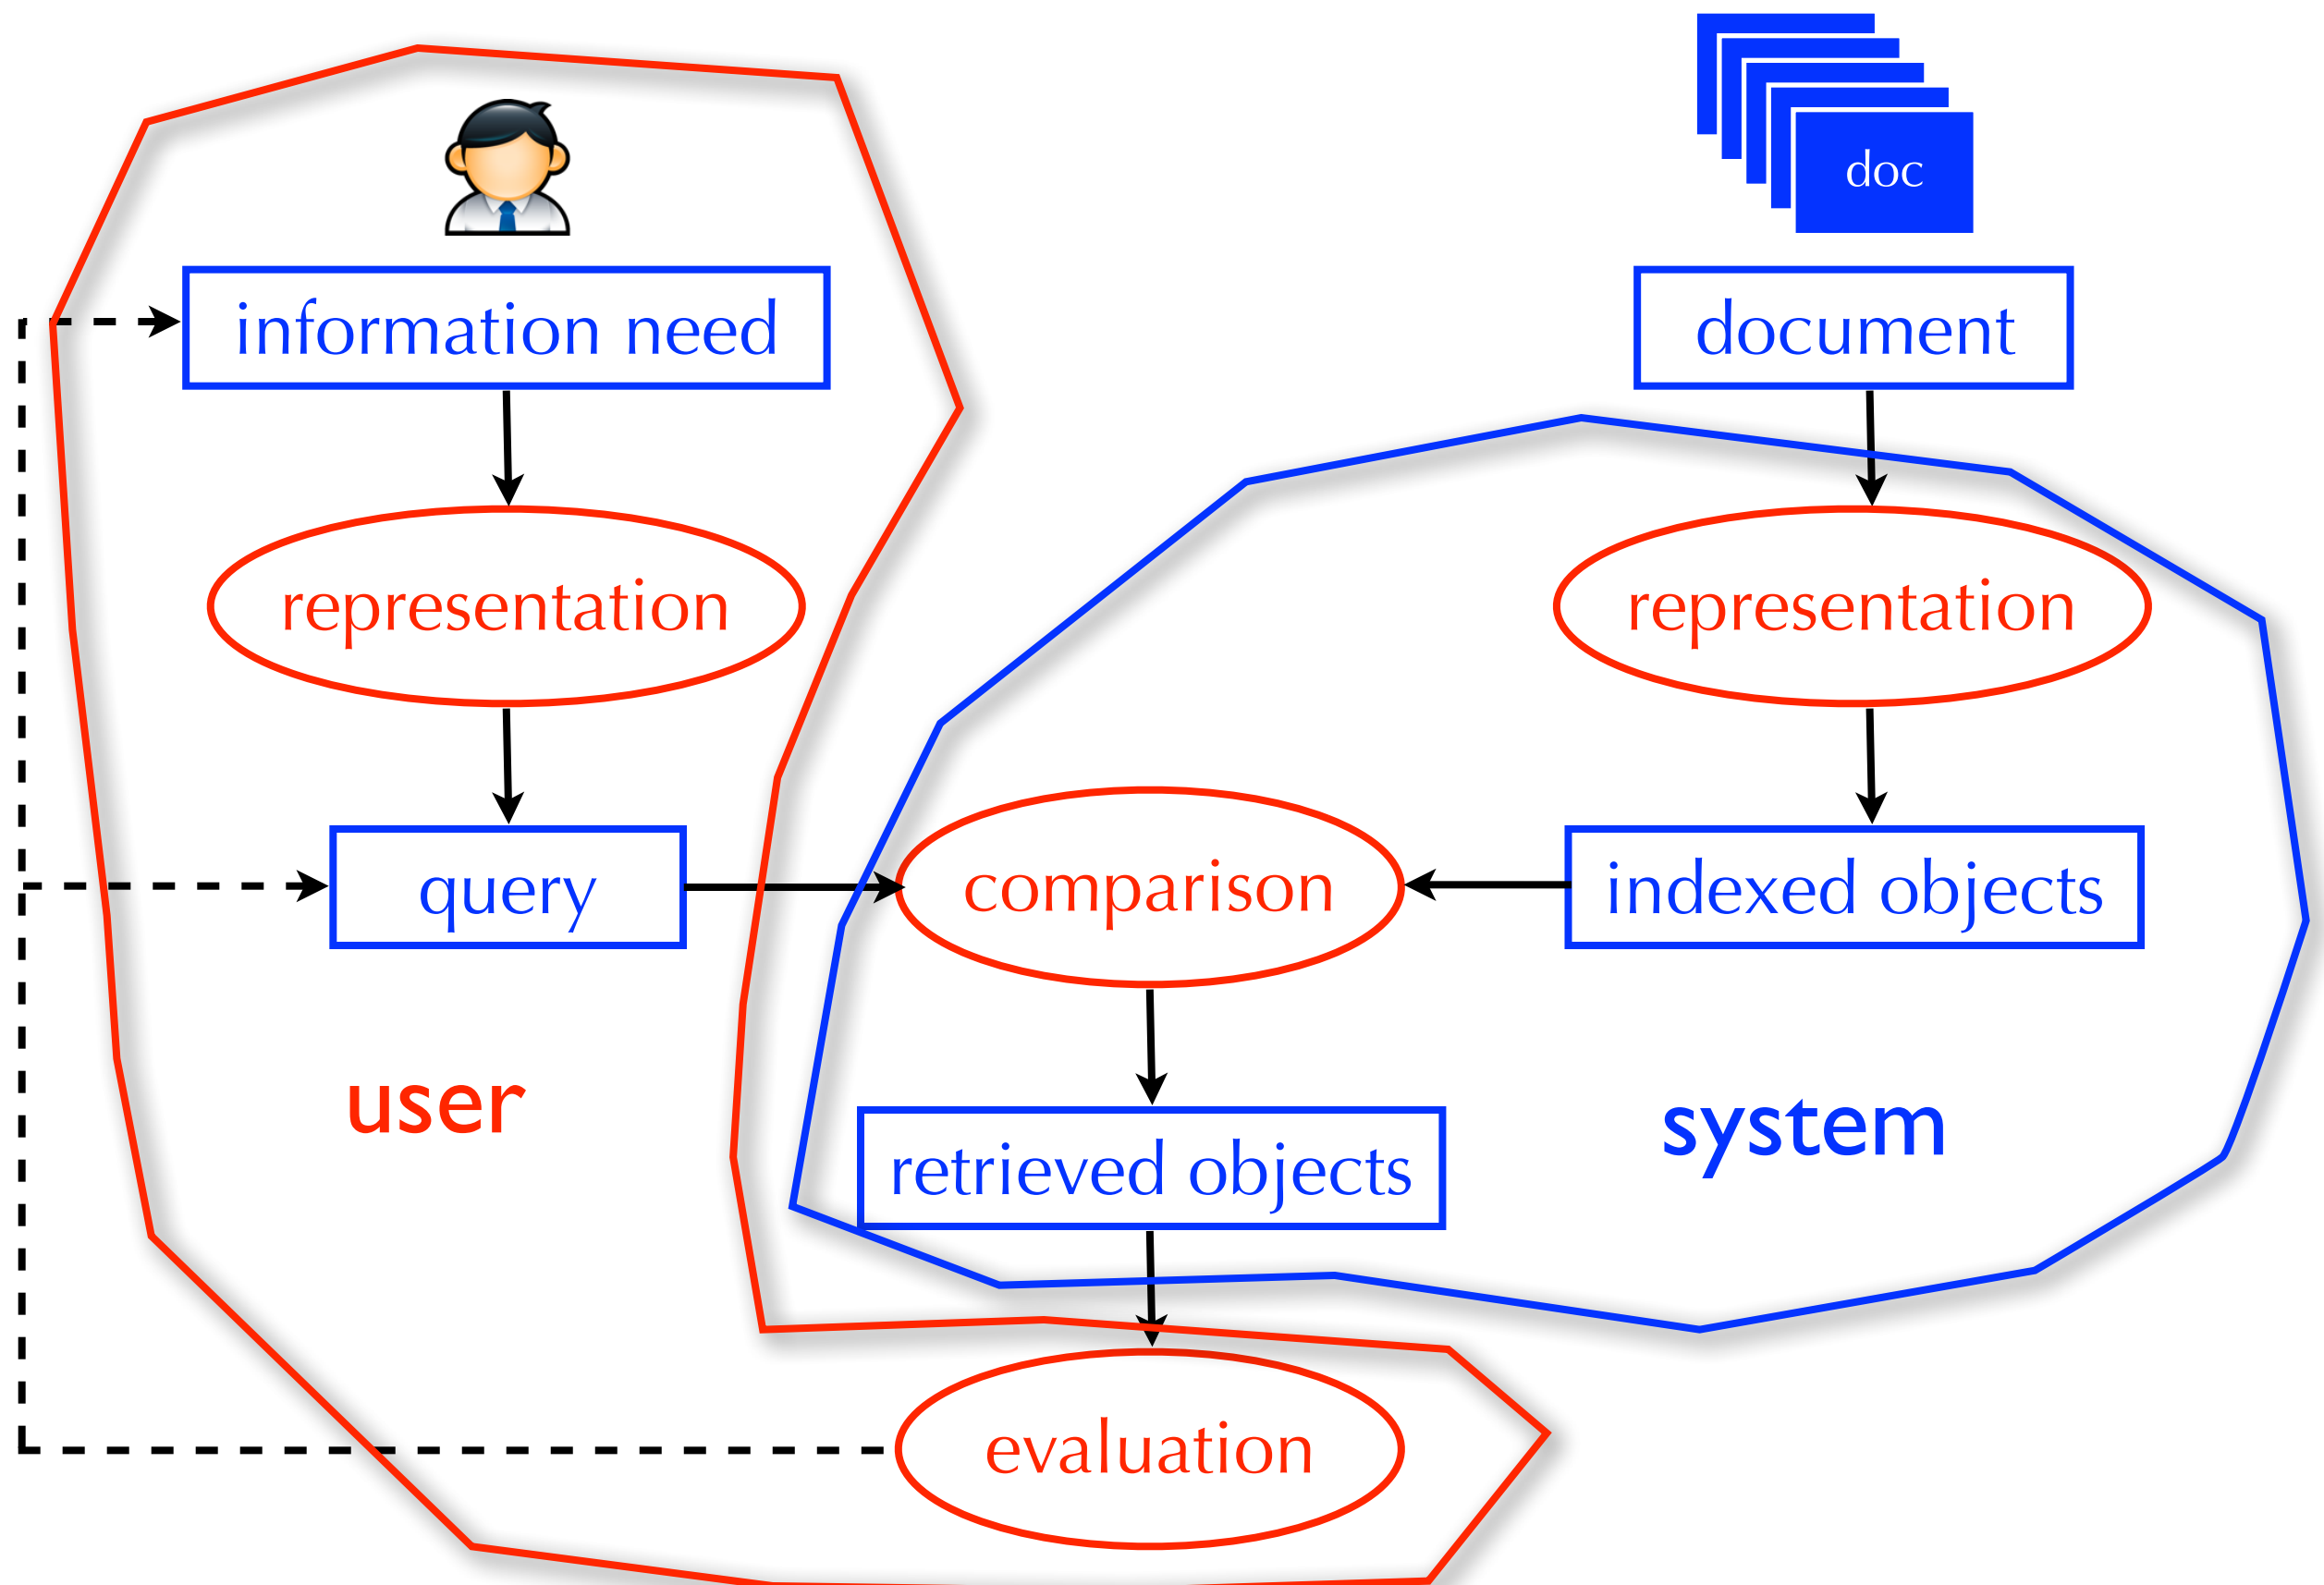 doc
information need
document
representation
representation
query
comparison
indexed objects
user
system
retrieved objects
evaluation